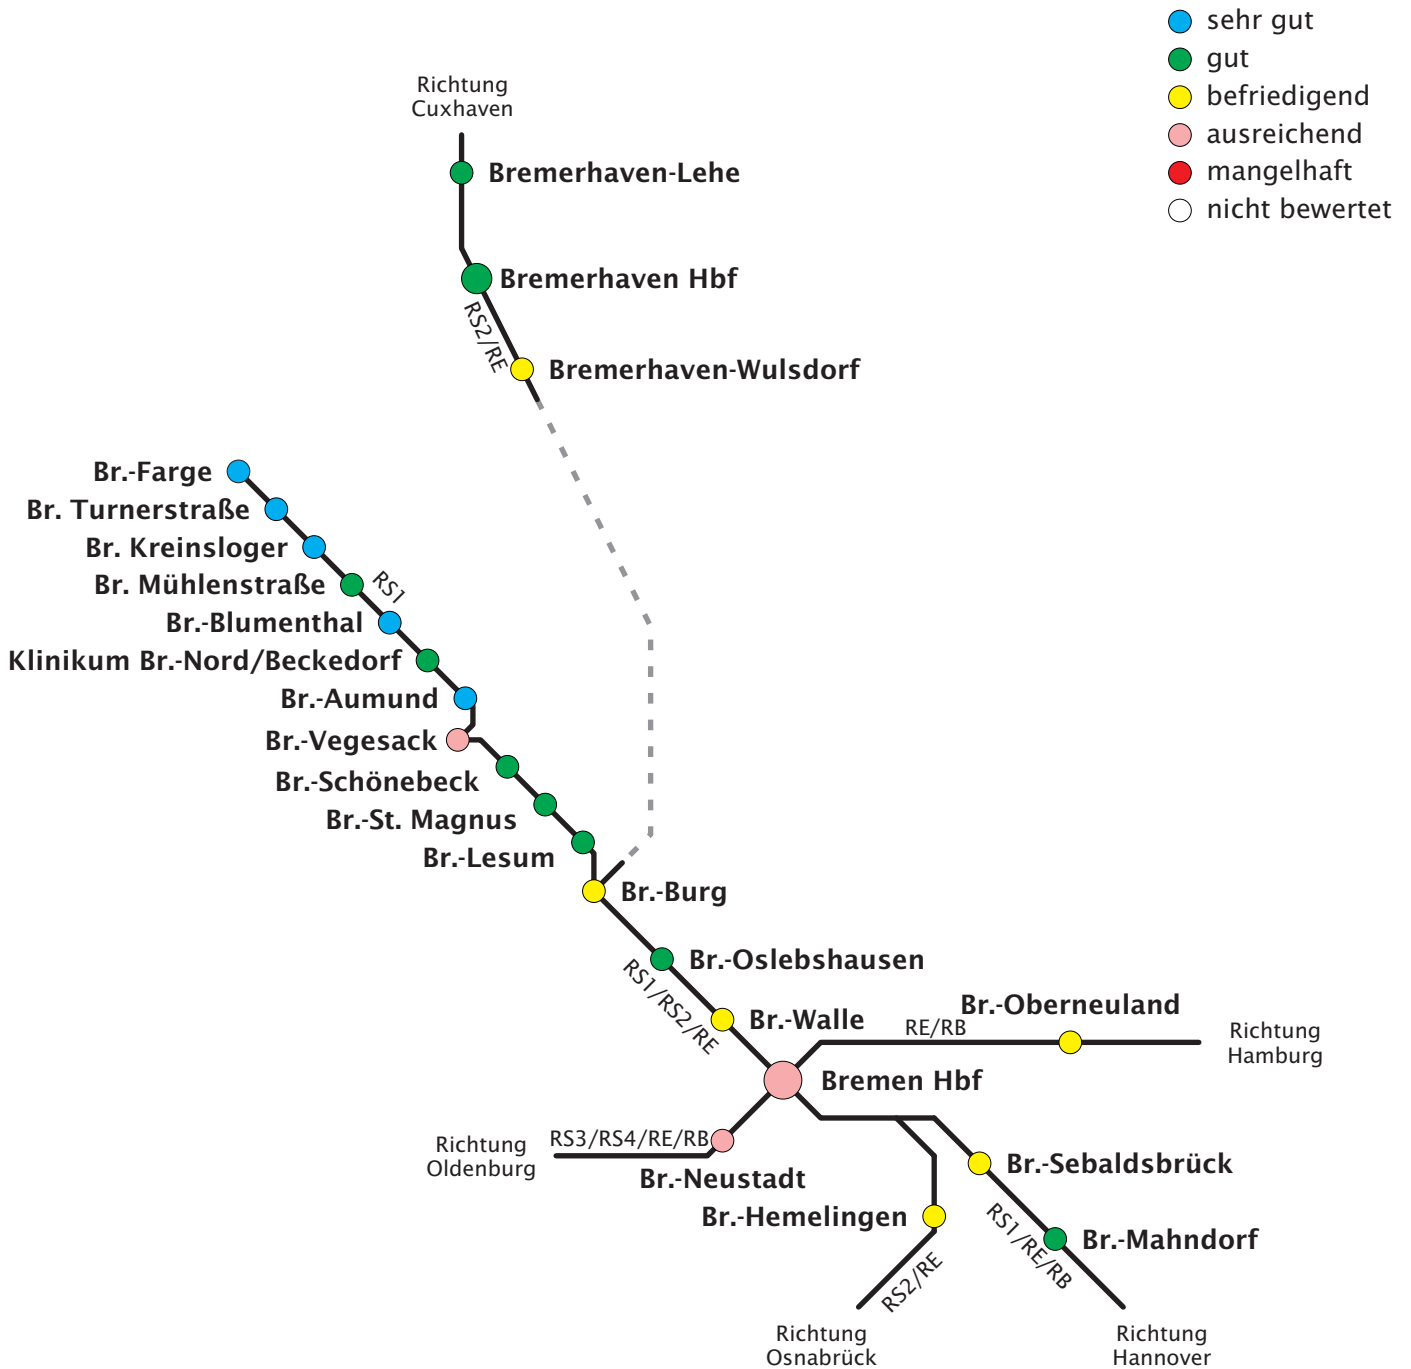 sehr gut
gut
befriedigend
ausreichend
mangelhaft
nicht bewertet
Richtung
Cuxhaven
Bremerhaven-Lehe
Bremerhaven Hbf
RS2/RE
Bremerhaven-Wulsdorf
Br.-Farge
Br. Turnerstraße
Br. Kreinsloger
Br. Mühlenstraße
RS1
Br.-Blumenthal
Klinikum Br.-Nord/Beckedorf
Br.-Aumund
Br.-Vegesack
Br.-Schönebeck
Br.-St. Magnus
Br.-Lesum
Br.-Burg
Br.-Oslebshausen
RS1/RS2/RE
Br.-Walle
Br.-Oberneuland
RE/RB
Richtung
Hamburg
Bremen Hbf
Richtung
Oldenburg
RS3/RS4/RE/RB
Br.-Neustadt
Br.-Sebaldsbrück
Br.-Hemelingen
RS1/RE/RB
Br.-Mahndorf
RS2/RE
Richtung
Osnabrück
Richtung
Hannover